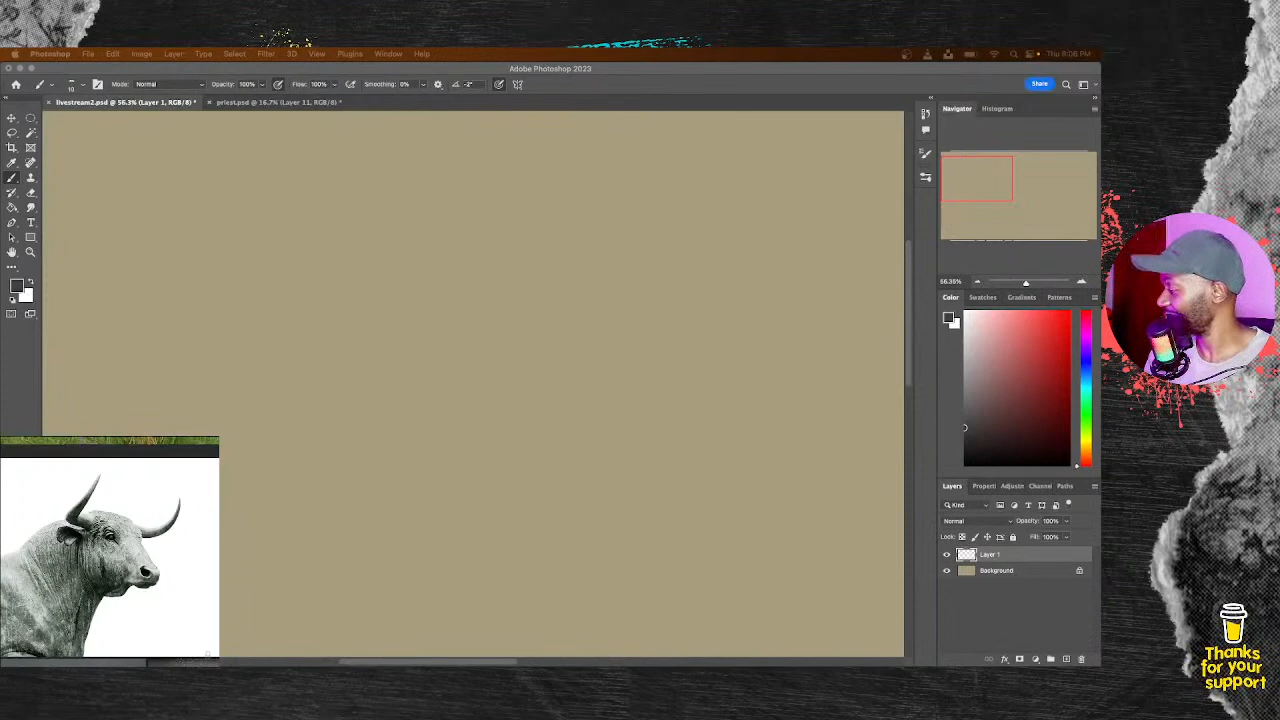 Photoshop File Edit Image Layer Type Select Filter 3D View Plugins Window Help Thu 8:06 PM
Adobe Photoshop 2023
10 Mode: Normal Opacity: 100% Flow: 100% Smoothing: 0% Share
livestream2.psd @ 56.3% (Layer 1, RGB/8) * priest.psd @ 16.7% (Layer 11, RGB/8) *
Navigator Histogram
56.35%
Color Swatches Gradients Patterns
Layers Properti Adjustm Channel Paths
Kind
Normal Opacity: 100%
Lock: Fill: 100%
Layer 1
Background
Thanks
for your
support